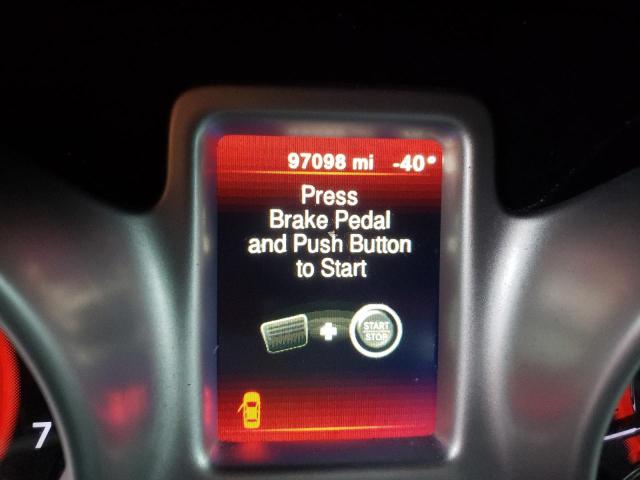 97098 mi -40°
Press
Brake Pedal
and Push Button
to Start
START
STOP
7